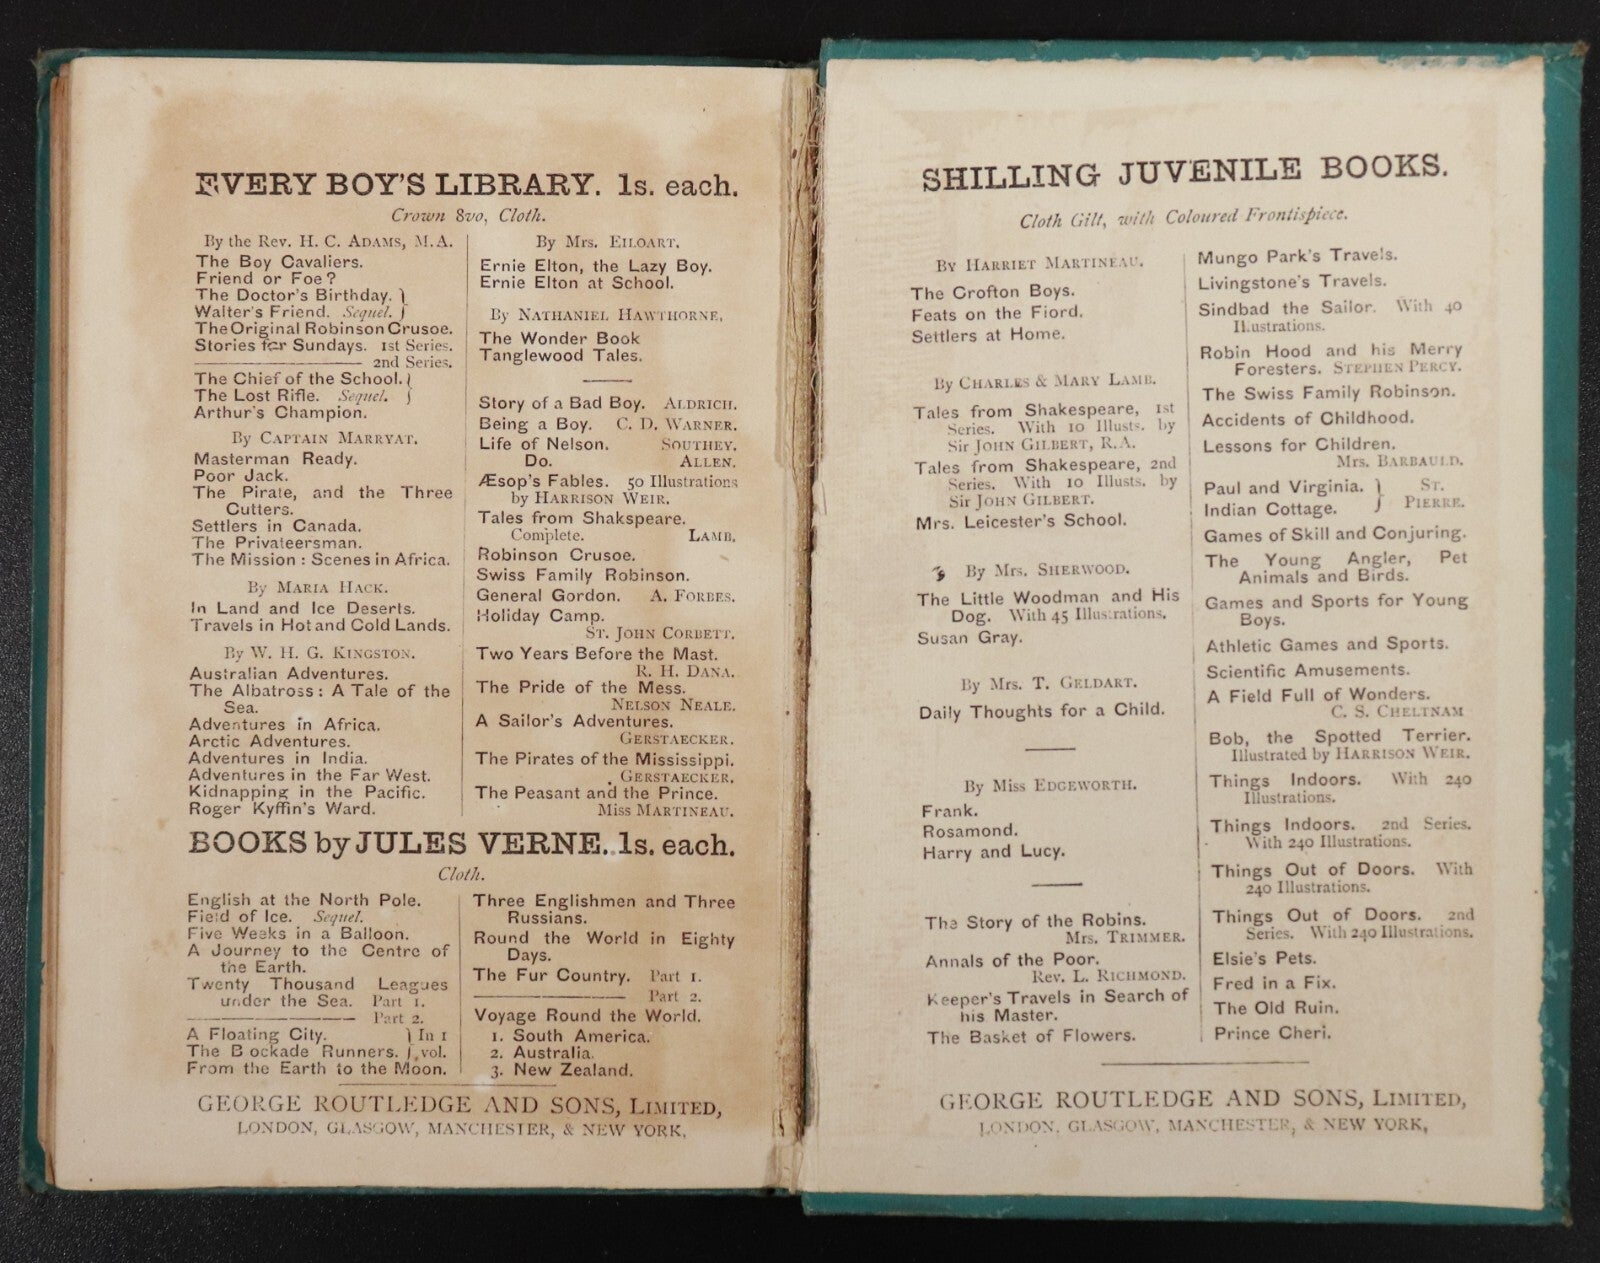 EVERY BOY'S LIBRARY. 1s. each.
Crown 8vo, Cloth.
By the Rev. H. C. ADAMS, M.A.
The Boy Cavaliers.
Friend or Foe?
The Doctor's Birthday. }
Walter's Friend. Sequel. }
The Original Robinson Crusoe.
Stories for Sundays. 1st Series.
——— 2nd Series.
The Chief of the School. }
The Lost Rifle. Sequel. }
Arthur's Champion.
By CAPTAIN MARRYAT.
Masterman Ready.
Poor Jack.
The Pirate, and the Three
Cutters.
Settlers in Canada.
The Privateersman.
The Mission : Scenes in Africa.
By MARIA HACK.
In Land and Ice Deserts.
Travels in Hot and Cold Lands.
By W. H. G. KINGSTON.
Australian Adventures.
The Albatross : A Tale of the
Sea.
Adventures in Africa.
Arctic Adventures.
Adventures in India.
Adventures in the Far West.
Kidnapping in the Pacific.
Roger Kyffin's Ward.
By Mrs. EILOART.
Ernie Elton, the Lazy Boy.
Ernie Elton at School.
By NATHANIEL HAWTHORNE.
The Wonder Book
Tanglewood Tales.
Story of a Bad Boy. ALDRICH.
Being a Boy. C. D. WARNER.
Life of Nelson. SOUTHEY.
Do. ALLEN.
Æsop's Fables. 50 Illustrations
by HARRISON WEIR.
Tales from Shakspeare.
Complete. LAMB.
Robinson Crusoe.
Swiss Family Robinson.
General Gordon. A. FORBES.
Holiday Camp.
ST. JOHN CORBETT.
Two Years Before the Mast.
R. H. DANA.
The Pride of the Mess.
NELSON NEALE.
A Sailor's Adventures.
GERSTAECKER.
The Pirates of the Mississippi.
GERSTAECKER.
The Peasant and the Prince.
Miss MARTINEAU.
BOOKS by JULES VERNE. 1s. each.
Cloth.
English at the North Pole.
Field of Ice. Sequel.
Five Weeks in a Balloon.
A Journey to the Centre of
the Earth.
Twenty Thousand Leagues
under the Sea. Part 1.
——— Part 2.
A Floating City. } In 1
The B ockade Runners. } vol.
From the Earth to the Moon.
Three Englishmen and Three
Russians.
Round the World in Eighty
Days.
The Fur Country. Part 1.
——— Part 2.
Voyage Round the World.
1. South America.
2. Australia.
3. New Zealand.
GEORGE ROUTLEDGE AND SONS, LIMITED,
LONDON, GLASGOW, MANCHESTER, & NEW YORK.
SHILLING JUVENILE BOOKS.
Cloth Gilt, with Coloured Frontispiece.
By HARRIET MARTINEAU.
The Crofton Boys.
Feats on the Fiord.
Settlers at Home.
By CHARLES & MARY LAMB.
Tales from Shakespeare, 1st
Series. With 10 Illusts. by
Sir JOHN GILBERT, R.A.
Tales from Shakespeare, 2nd
Series. With 10 Illusts. by
Sir JOHN GILBERT.
Mrs. Leicester's School.
By Mrs. SHERWOOD.
The Little Woodman and His
Dog. With 45 Illustrations.
Susan Gray.
By Mrs. T. GELDART.
Daily Thoughts for a Child.
By Miss EDGEWORTH.
Frank.
Rosamond.
Harry and Lucy.
The Story of the Robins.
Mrs. TRIMMER.
Annals of the Poor.
Rev. L. RICHMOND.
Keeper's Travels in Search of
his Master.
The Basket of Flowers.
Mungo Park's Travels.
Livingstone's Travels.
Sindbad the Sailor. With 40
Illustrations.
Robin Hood and his Merry
Foresters. STEPHEN PERCY.
The Swiss Family Robinson.
Accidents of Childhood.
Lessons for Children.
Mrs. BARBAULD.
Paul and Virginia. } ST.
Indian Cottage. } PIERRE.
Games of Skill and Conjuring.
The Young Angler, Pet
Animals and Birds.
Games and Sports for Young
Boys.
Athletic Games and Sports.
Scientific Amusements.
A Field Full of Wonders.
C. S. CHELTNAM
Bob, the Spotted Terrier.
Illustrated by HARRISON WEIR.
Things Indoors. With 240
Illustrations.
Things Indoors. 2nd Series.
With 240 Illustrations.
Things Out of Doors. With
240 Illustrations.
Things Out of Doors. 2nd
Series. With 240 Illustrations.
Elsie's Pets.
Fred in a Fix.
The Old Ruin.
Prince Cheri.
GEORGE ROUTLEDGE AND SONS, LIMITED,
LONDON, GLASGOW, MANCHESTER, & NEW YORK,